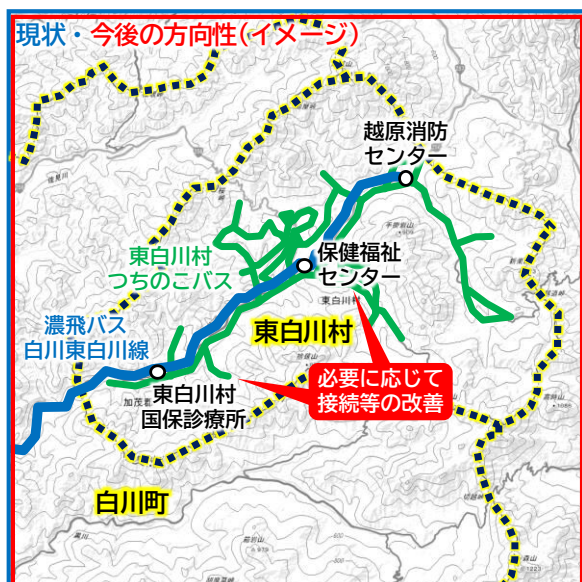 現状・今後の方向性(イメージ)
越原消防
センター
東白川村
つちのこバス
保健福祉
センター
東白川村
濃飛バス
白川東白川線
東白川村
必要に応じて
接続等の改善
東白川村
国保診療所
白川町